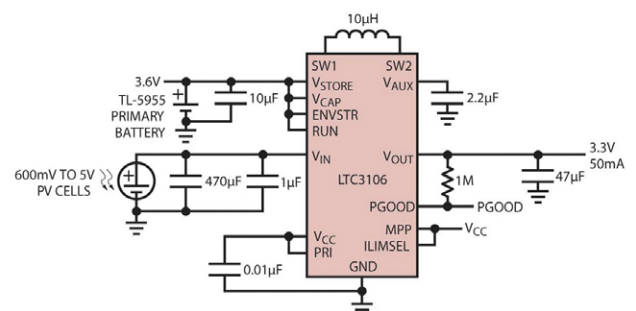 10µH
SW1 SW2
3.6V
VSTORE
VAUX
TL-5955
PRIMARY
BATTERY
10µF
VCAP
ENVSTR
RUN
2.2µF
600mV TO 5V
PV CELLS
470µF
1µF
VIN
VOUT
LTC3106
3.3V
50mA
1M
47µF
PGOOD
PGOOD
MPP
ILIMSEL
VCC
VCC
PRI
0.01µF
GND